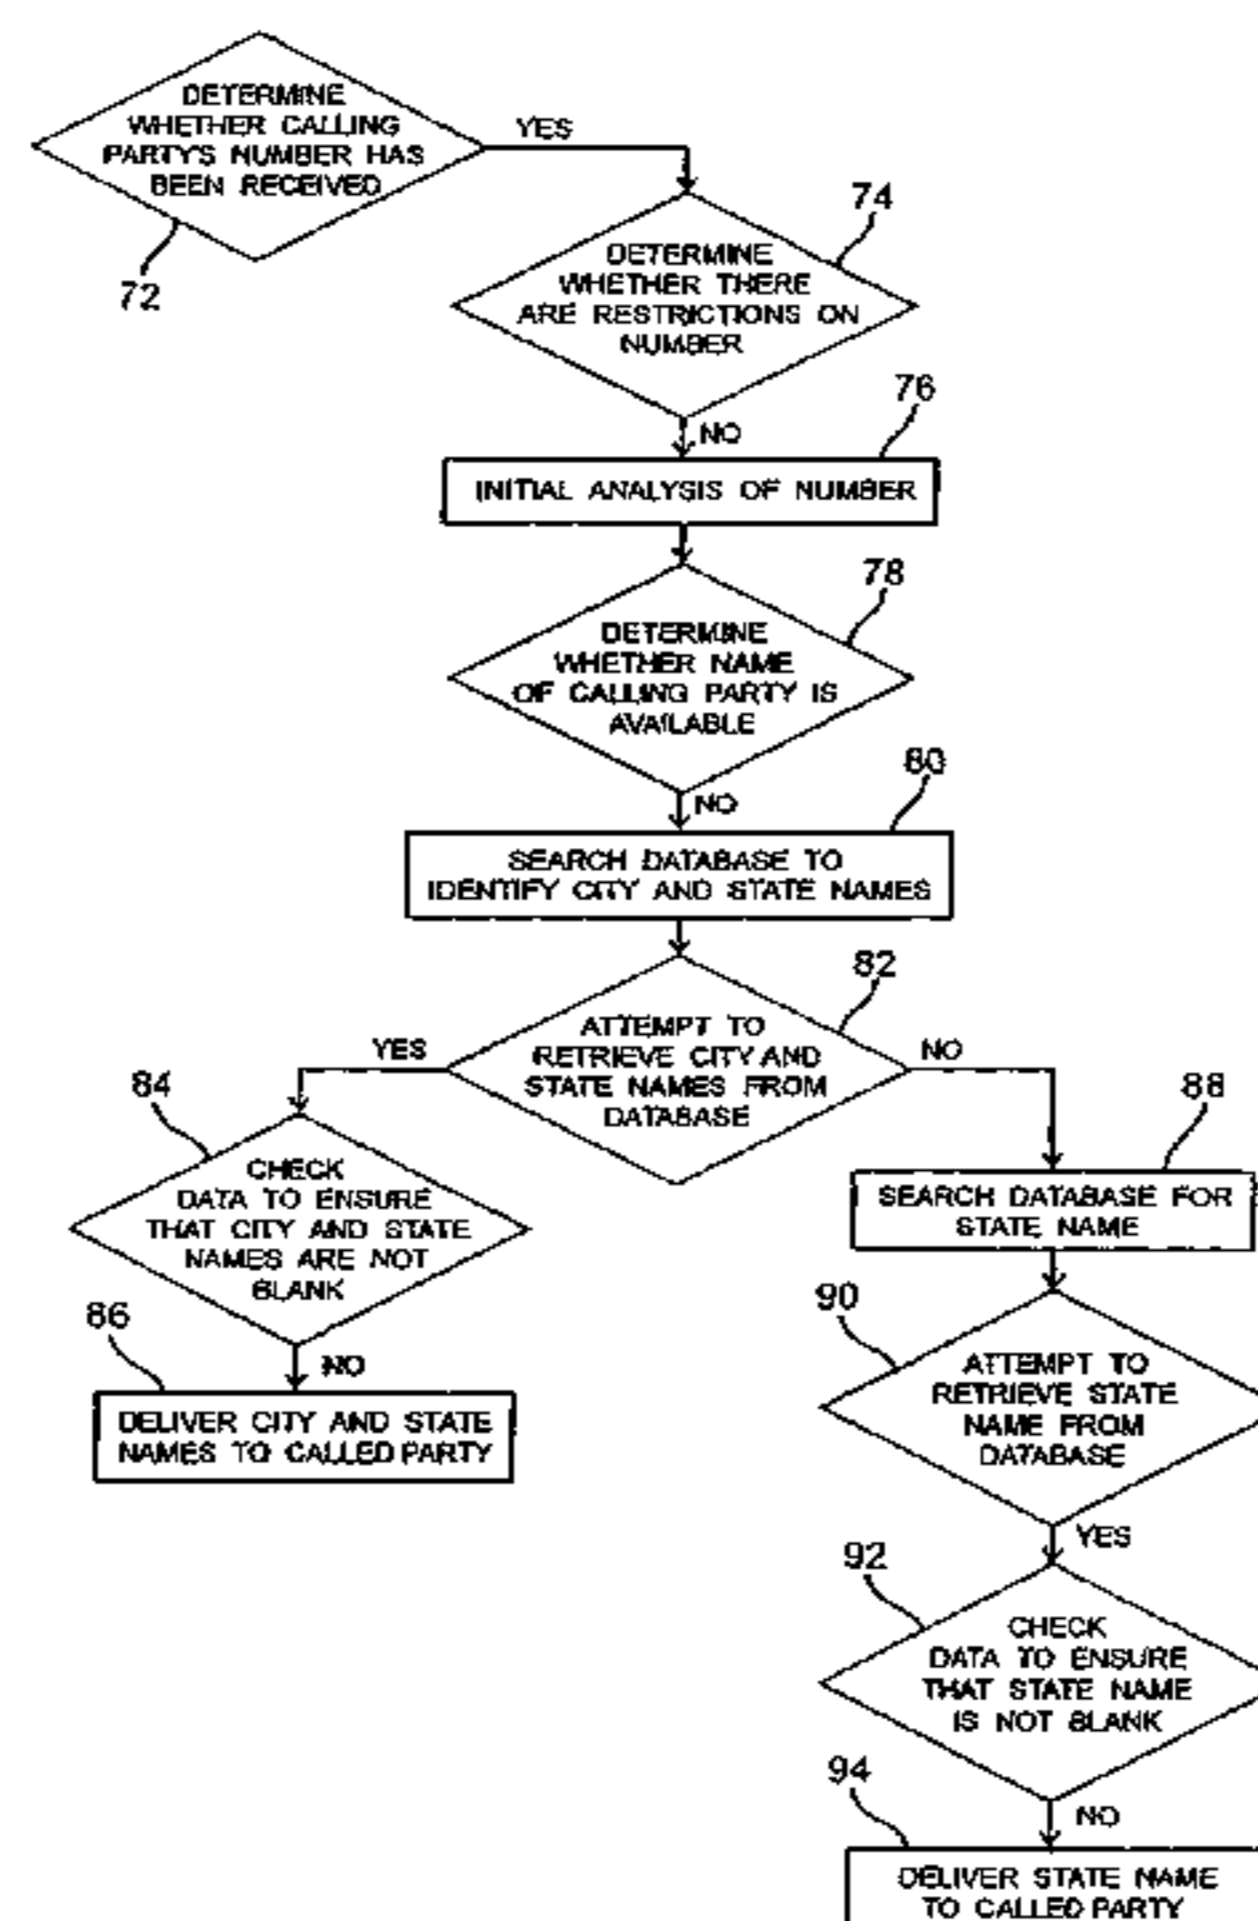 DETERMINE
WHETHER CALLING
PARTY'S NUMBER HAS
BEEN RECEIVED
YES
72
74
DETERMINE
WHETHER THERE
ARE RESTRICTIONS ON
NUMBER
NO
76
INITIAL ANALYSIS OF NUMBER
78
DETERMINE
WHETHER NAME
OF CALLING PARTY IS
AVAILABLE
NO
80
SEARCH DATABASE TO
IDENTIFY CITY AND STATE NAMES
82
ATTEMPT TO
RETRIEVE CITY AND
STATE NAMES FROM
DATABASE
YES
NO
84
CHECK
DATA TO ENSURE
THAT CITY AND STATE
NAMES ARE NOT
BLANK
NO
86
DELIVER CITY AND STATE
NAMES TO CALLED PARTY
88
SEARCH DATABASE FOR
STATE NAME
90
ATTEMPT TO
RETRIEVE STATE
NAME FROM
DATABASE
YES
92
CHECK
DATA TO ENSURE
THAT STATE NAME
IS NOT BLANK
NO
94
DELIVER STATE NAME
TO CALLED PARTY